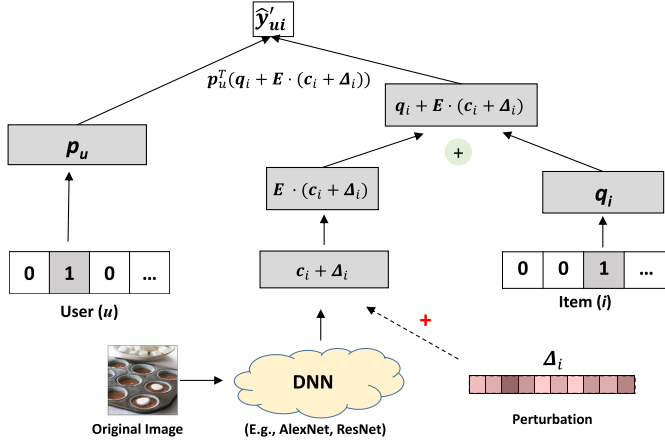 ŷ′ui
pᵤᵀ(qᵢ + E · (cᵢ + Δᵢ))
qᵢ + E · (cᵢ + Δᵢ)
pᵤ
+
E · (cᵢ + Δᵢ)
qᵢ
0 1 0 ...
cᵢ + Δᵢ
0 0 1 ...
User (u)
Item (i)
+
Δᵢ
DNN
Original Image
(E.g., AlexNet, ResNet)
Perturbation